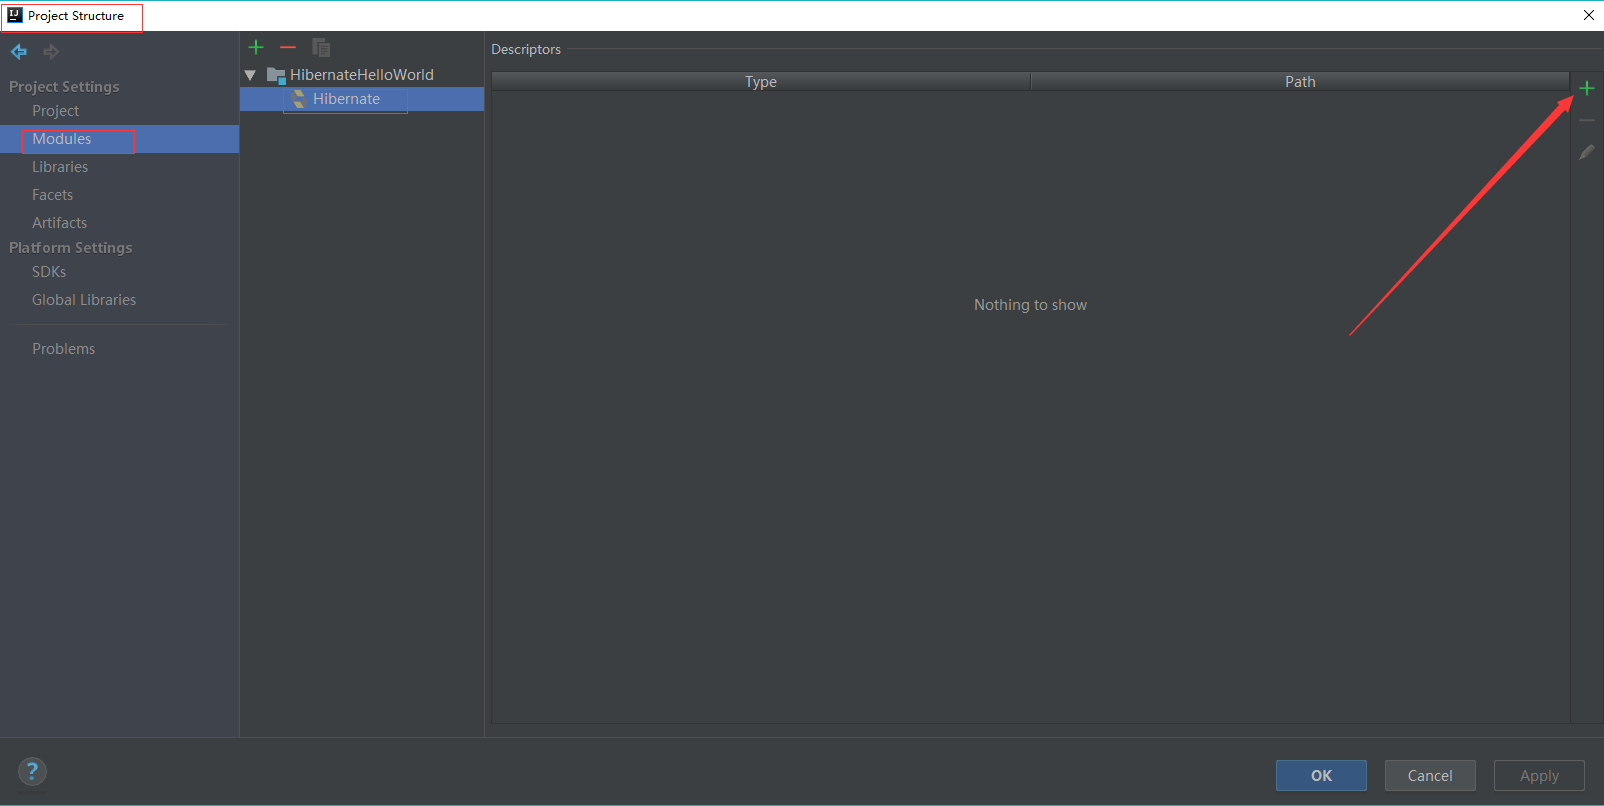 Project Structure
Project Settings
Project
Modules
Libraries
Facets
Artifacts
Platform Settings
SDKs
Global Libraries
Problems
HibernateHelloWorld
Hibernate
Descriptors
Type Path
Nothing to show
?
OK Cancel Apply